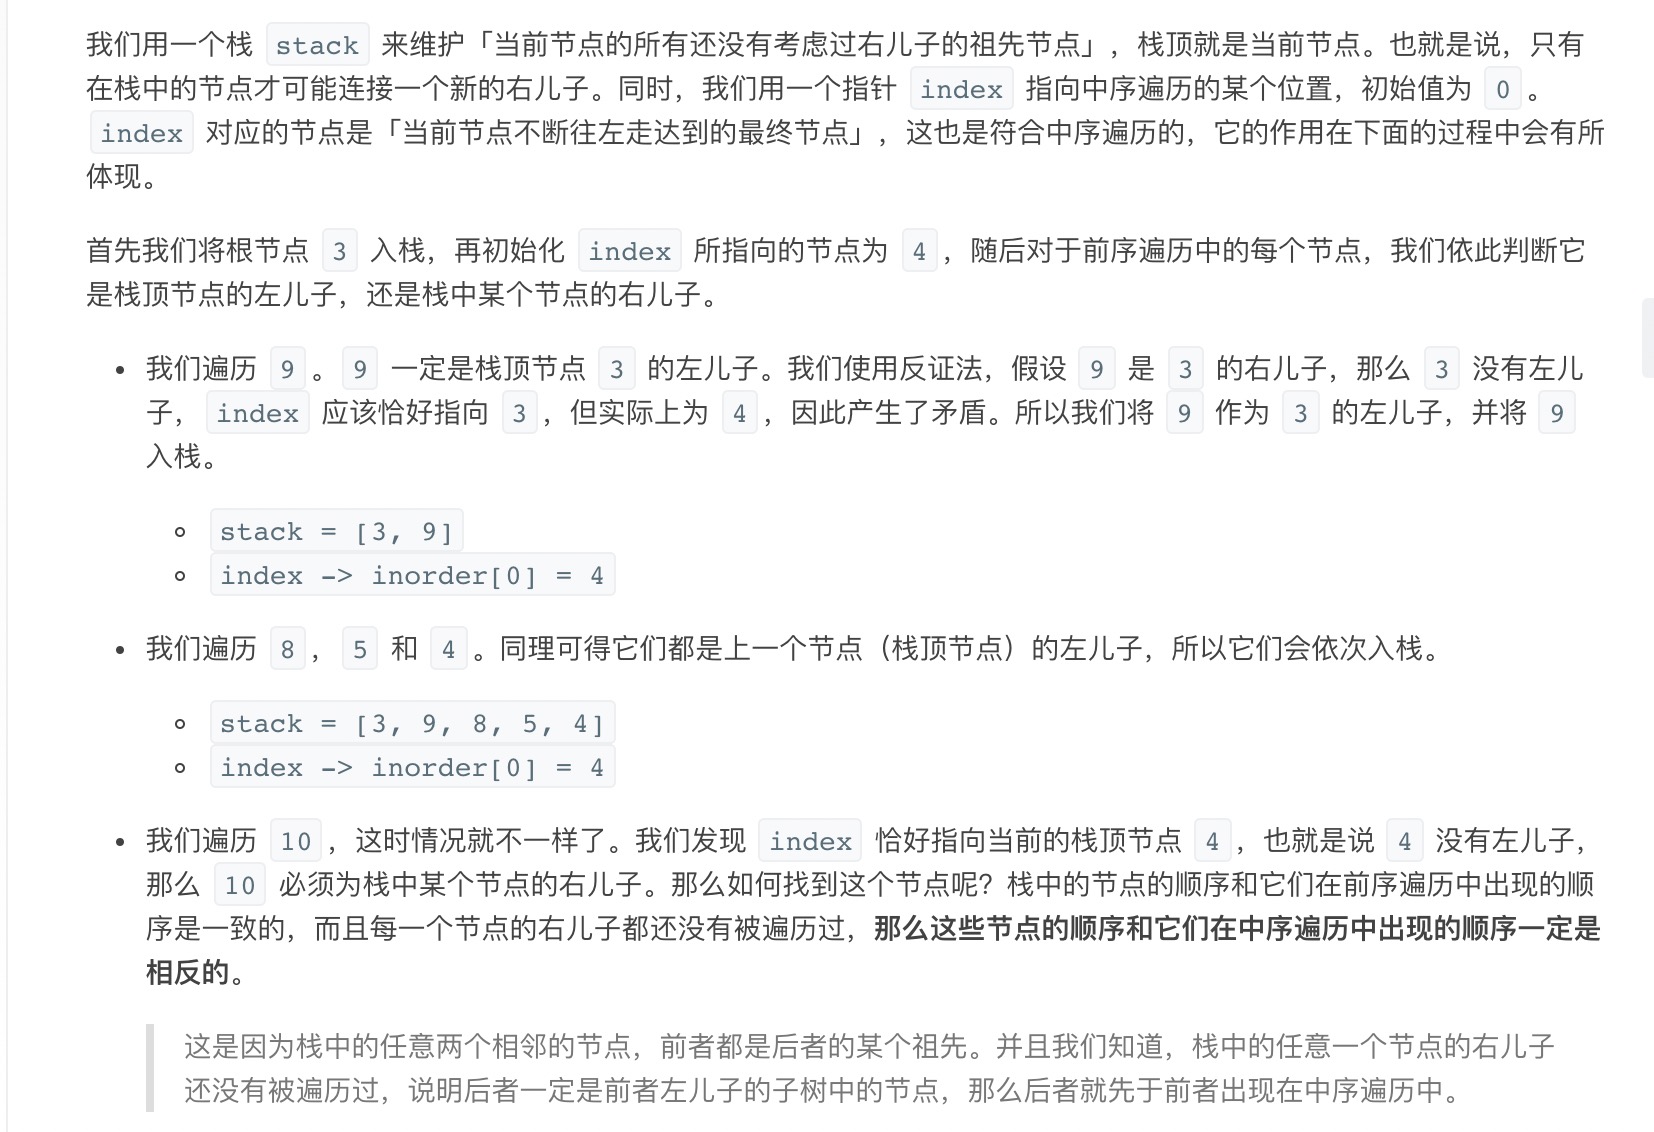 我们用一个栈 stack 来维护「当前节点的所有还没有考虑过右儿子的祖先节点」，栈顶就是当前节点。也就是说，只有
在栈中的节点才可能连接一个新的右儿子。同时，我们用一个指针 index 指向中序遍历的某个位置，初始值为 0 。
index 对应的节点是「当前节点不断往左走达到的最终节点」，这也是符合中序遍历的，它的作用在下面的过程中会有所
体现。
首先我们将根节点 3 入栈，再初始化 index 所指向的节点为 4，随后对于前序遍历中的每个节点，我们依此判断它
是栈顶节点的左儿子，还是栈中某个节点的右儿子。
• 我们遍历 9 。9 一定是栈顶节点 3 的左儿子。我们使用反证法，假设 9 是 3 的右儿子，那么 3 没有左儿
子，index 应该恰好指向 3，但实际上为 4，因此产生了矛盾。所以我们将 9 作为 3 的左儿子，并将 9
入栈。
◦ stack = [3, 9]
◦ index -> inorder[0] = 4
• 我们遍历 8，5 和 4 。同理可得它们都是上一个节点（栈顶节点）的左儿子，所以它们会依次入栈。
◦ stack = [3, 9, 8, 5, 4]
◦ index -> inorder[0] = 4
• 我们遍历 10，这时情况就不一样了。我们发现 index 恰好指向当前的栈顶节点 4，也就是说 4 没有左儿子，
那么 10 必须为栈中某个节点的右儿子。那么如何找到这个节点呢？栈中的节点的顺序和它们在前序遍历中出现的顺
序是一致的，而且每一个节点的右儿子都还没有被遍历过，那么这些节点的顺序和它们在中序遍历中出现的顺序一定是
相反的。
这是因为栈中的任意两个相邻的节点，前者都是后者的某个祖先。并且我们知道，栈中的任意一个节点的右儿子
还没有被遍历过，说明后者一定是前者左儿子的子树中的节点，那么后者就先于前者出现在中序遍历中。